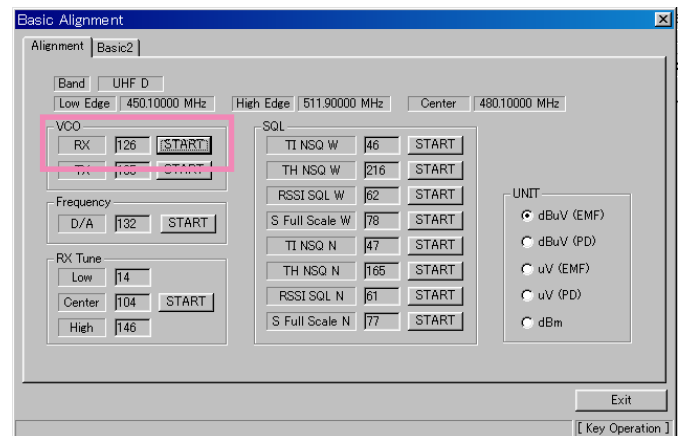 Basic Alignment
Alignment Basic2
Band UHF D
Low Edge 450.10000 MHz High Edge 511.90000 MHz Center 480.10000 MHz
VCO
RX 126 START
TX 165 START
Frequency
D/A 132 START
RX Tune
Low 14
Center 104 START
High 146
SQL
TI NSQ W 46 START
TH NSQ W 216 START
RSSI SQL W 62 START
S Full Scale W 78 START
TI NSQ N 47 START
TH NSQ N 165 START
RSSI SQL N 61 START
S Full Scale N 77 START
UNIT
dBuV (EMF)
dBuV (PD)
uV (EMF)
uV (PD)
dBm
Exit
[ Key Operation ]